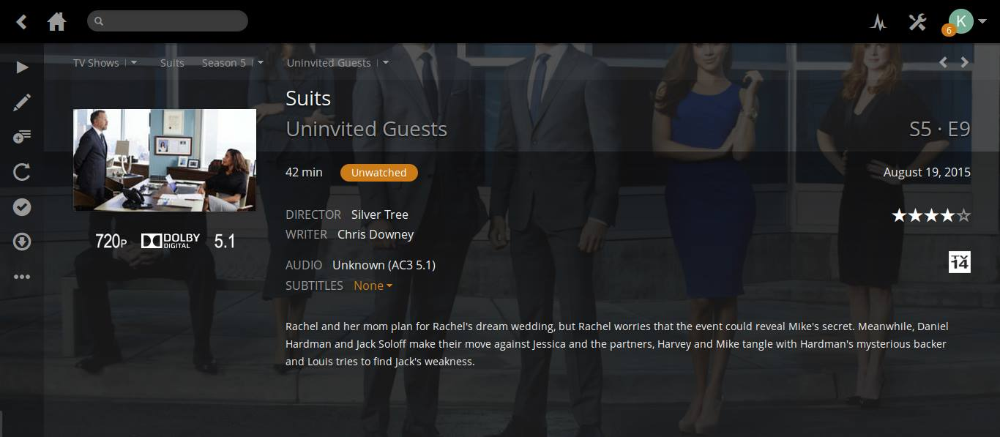 K
6
TV Shows
Suits
Season 5
Uninvited Guests
Suits
Uninvited Guests
S5 · E9
42 min
Unwatched
August 19, 2015
DIRECTOR Silver Tree
WRITER Chris Downey
720P DOLBY DIGITAL 5.1
AUDIO Unknown (AC3 5.1)
TV 14
SUBTITLES None
Rachel and her mom plan for Rachel's dream wedding, but Rachel worries that the event could reveal Mike's secret. Meanwhile, Daniel
Hardman and Jack Soloff make their move against Jessica and the partners, Harvey and Mike tangle with Hardman's mysterious backer
and Louis tries to find Jack's weakness.